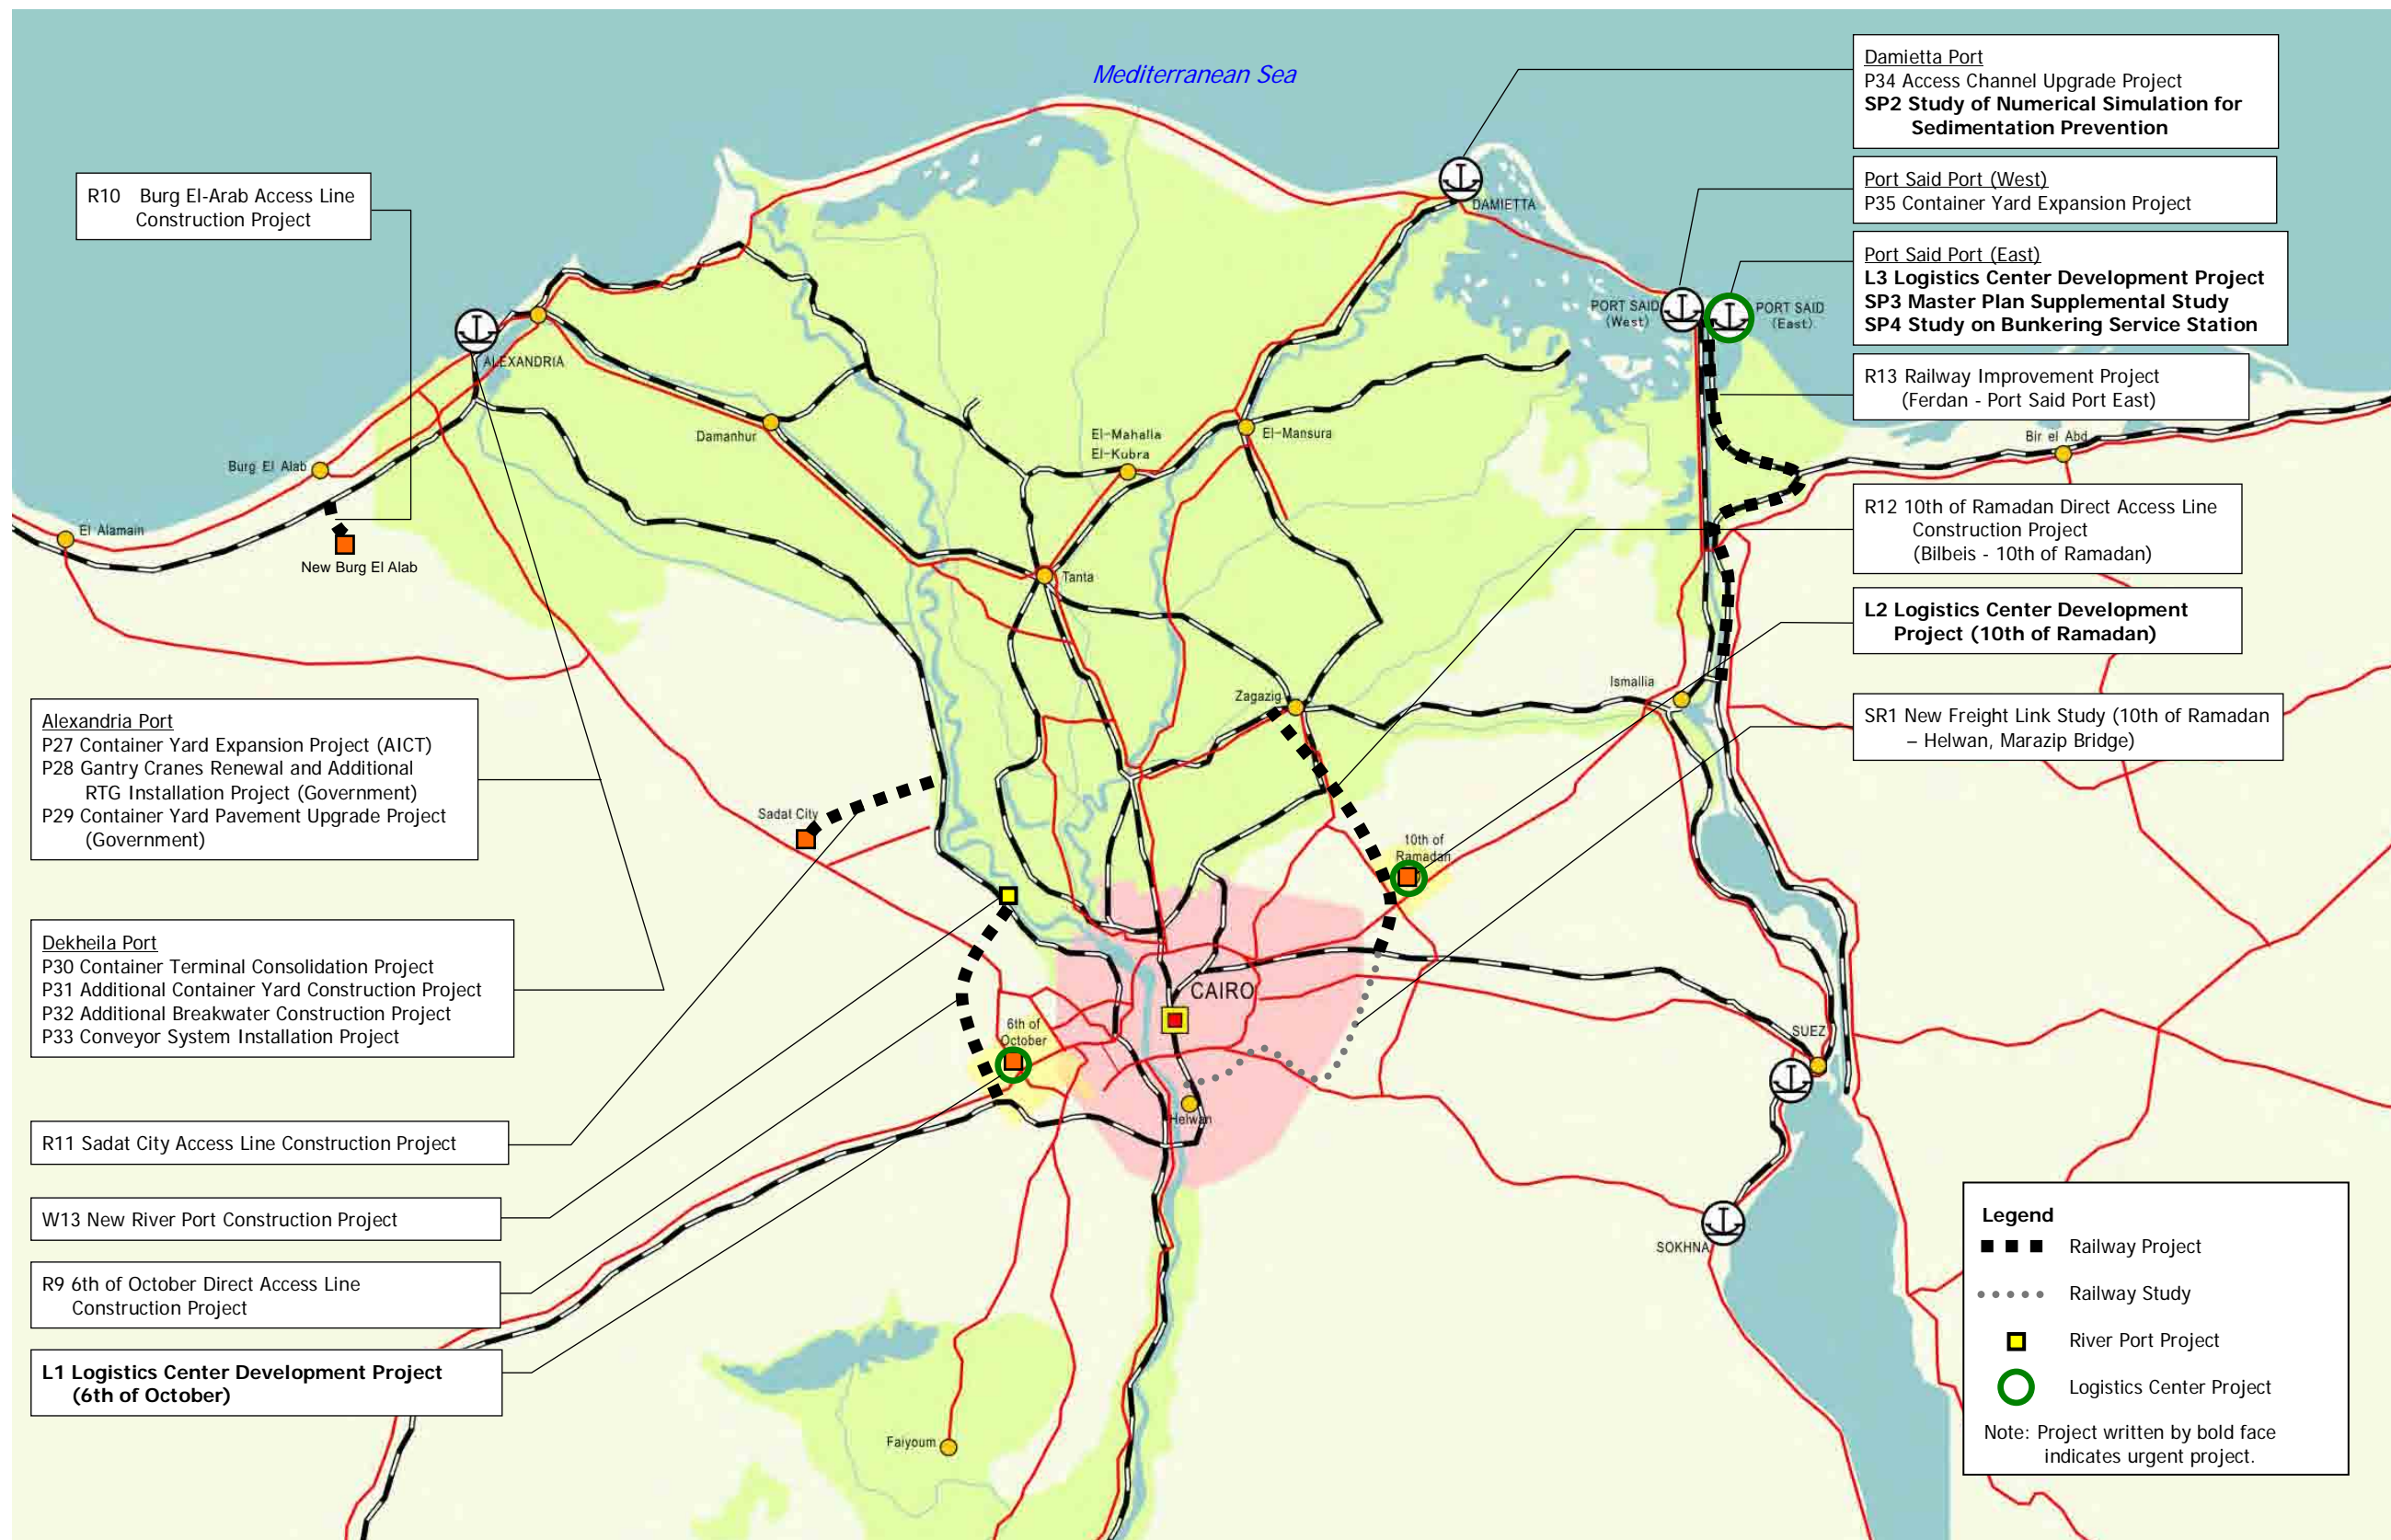 Mediterranean Sea
Damietta Port
P34 Access Channel Upgrade Project
SP2 Study of Numerical Simulation for
Sedimentation Prevention
Port Said Port (West)
P35 Container Yard Expansion Project
Port Said Port (East)
L3 Logistics Center Development Project
SP3 Master Plan Supplemental Study
SP4 Study on Bunkering Service Station
R13 Railway Improvement Project
(Ferdan - Port Said Port East)
R12 10th of Ramadan Direct Access Line
Construction Project
(Bilbeis - 10th of Ramadan)
L2 Logistics Center Development
Project (10th of Ramadan)
SR1 New Freight Link Study (10th of Ramadan
– Helwan, Marazip Bridge)
R10 Burg El-Arab Access Line
Construction Project
Alexandria Port
P27 Container Yard Expansion Project (AICT)
P28 Gantry Cranes Renewal and Additional
RTG Installation Project (Government)
P29 Container Yard Pavement Upgrade Project
(Government)
Dekheila Port
P30 Container Terminal Consolidation Project
P31 Additional Container Yard Construction Project
P32 Additional Breakwater Construction Project
P33 Conveyor System Installation Project
R11 Sadat City Access Line Construction Project
W13 New River Port Construction Project
R9 6th of October Direct Access Line
Construction Project
L1 Logistics Center Development Project
(6th of October)
DAMIETTA
PORT SAID
(West)
PORT SAID
(East)
ALEXANDRIA
Damanhur
El-Mahalla
El-Kubra
El-Mansura
Bir el Abd
Burg El Alab
El Alamain
New Burg El Alab
Tanta
Zagazig
Ismallia
Sadat City
10th of
Ramadan
CAIRO
6th of
October
SUEZ
Helwan
SOKHNA
Faiyoum
Legend
Railway Project
Railway Study
River Port Project
Logistics Center Project
Note: Project written by bold face
indicates urgent project.